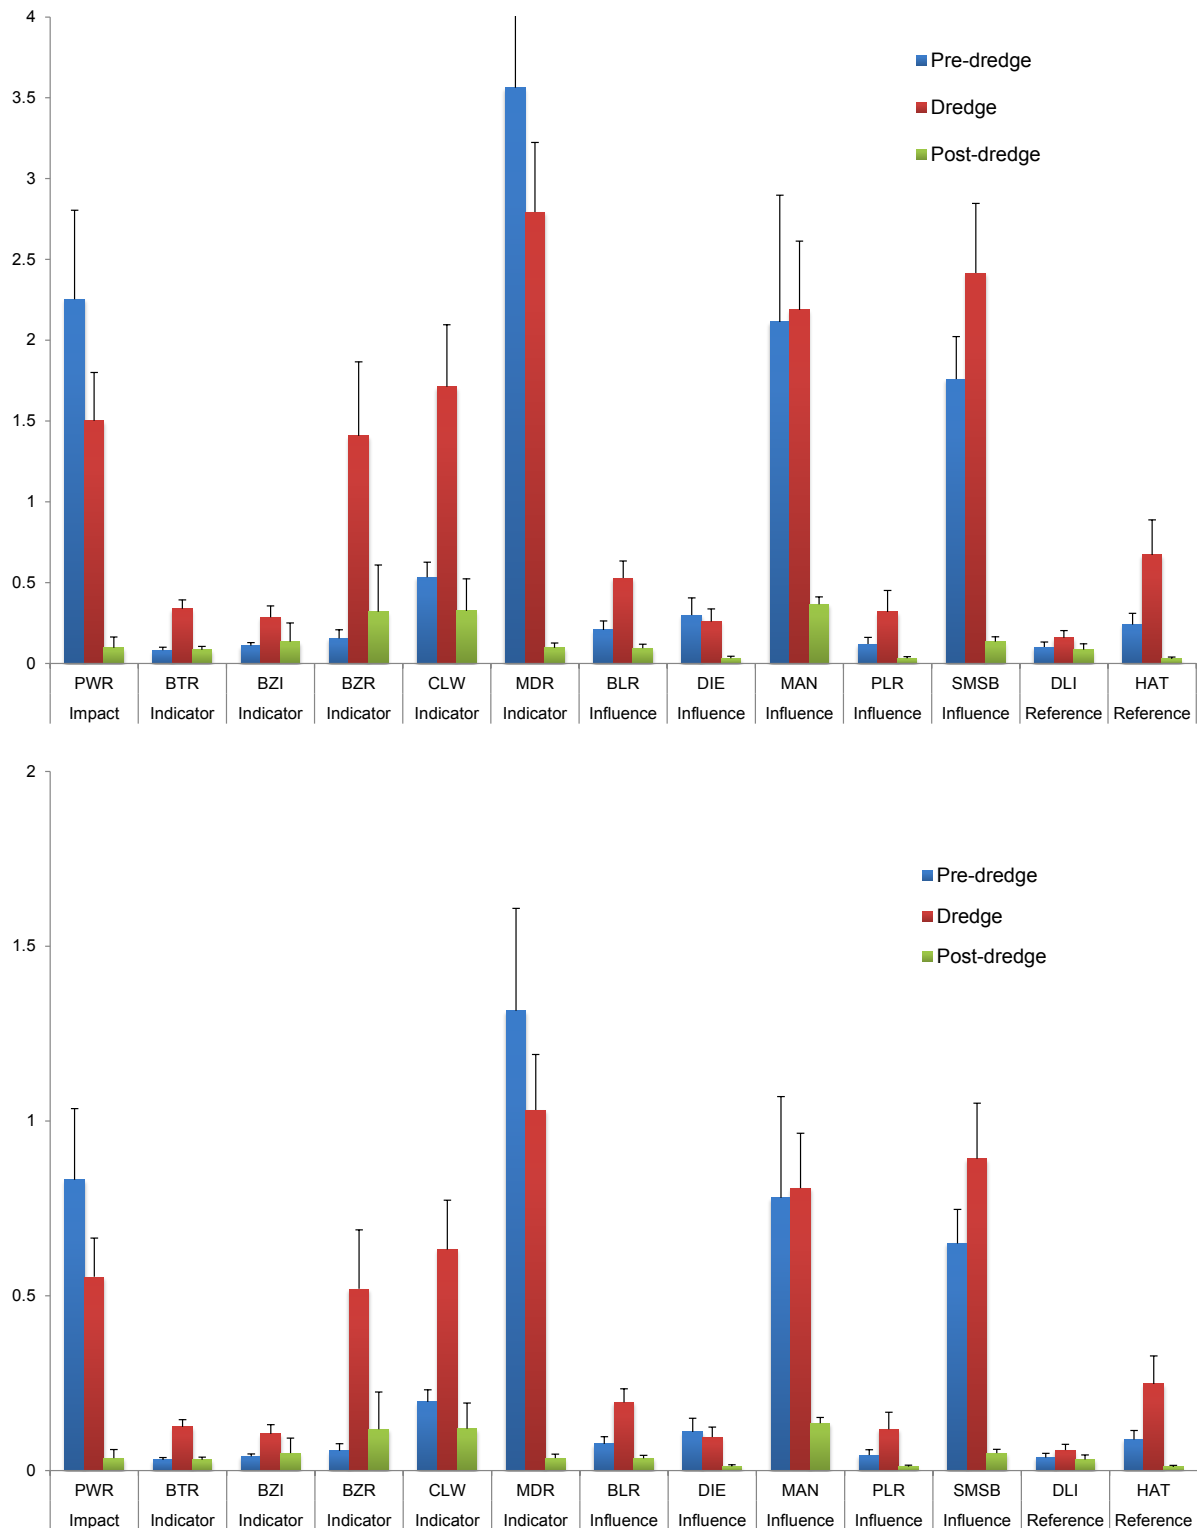 4
Pre-dredge
3.5
Dredge
Post-dredge
3
2.5
2
1.5
1
0.5
0
PWR BTR BZI BZR CLW MDR BLR DIE MAN PLR SMSB DLI HAT
Impact Indicator Indicator Indicator Indicator Indicator Influence Influence Influence Influence Influence Reference Reference
2
Pre-dredge
Dredge
Post-dredge
1.5
1
0.5
0
PWR BTR BZI BZR CLW MDR BLR DIE MAN PLR SMSB DLI HAT
Impact Indicator Indicator Indicator Indicator Indicator Influence Influence Influence Influence Influence Reference Reference